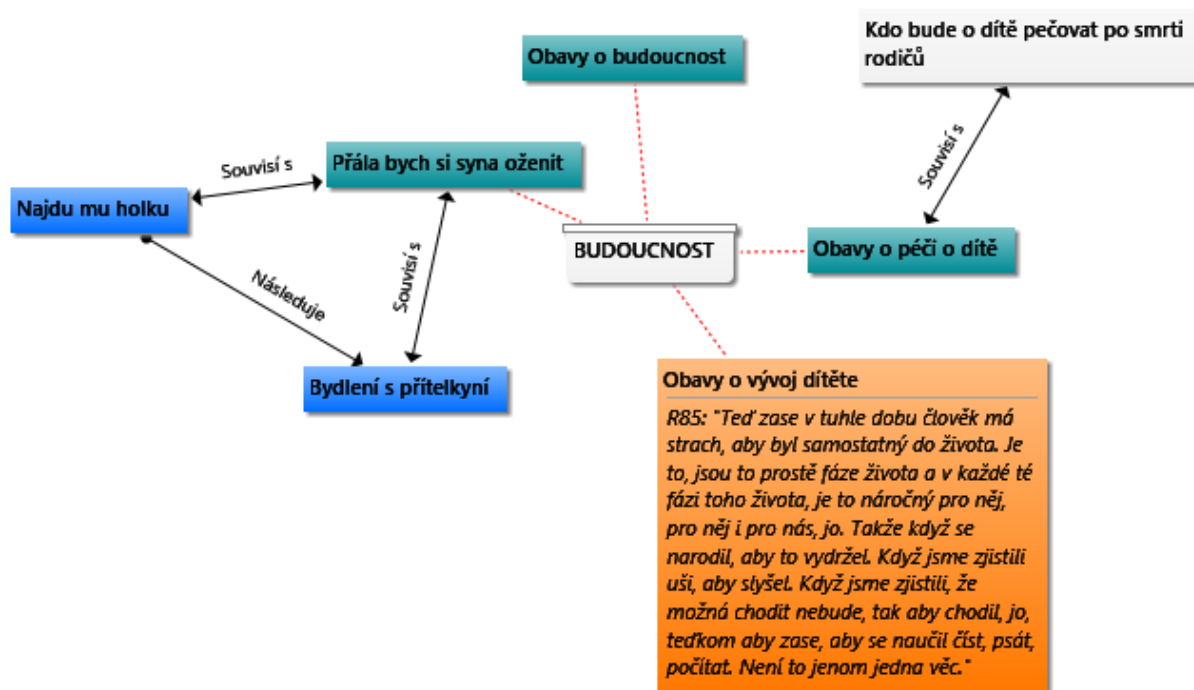 Kdo bude o dítě pečovat po smrti
rodičů
Obavy o budoucnost
Souvisí s
Přála bych si syna oženit
Souvisí s
Najdu mu holku
BUDOUCNOST
Obavy o péči o dítě
Následuje
Souvisí s
Bydlení s přítelkyní
Obavy o vývoj dítěte
R85: "Teď zase v tuhle dobu člověk má
strach, aby byl samostatný do života. Je
to, jsou to prostě fáze života a v každé té
fázi toho života, je to náročný pro něj,
pro něj i pro nás, jo. Takže když se
narodil, aby to vydržel. Když jsme zjistili
uši, aby slyšel. Když jsme zjistili, že
možná chodit nebude, tak aby chodil, jo,
teďkom aby zase, aby se naučil číst, psát,
počítat. Není to jenom jedna věc."